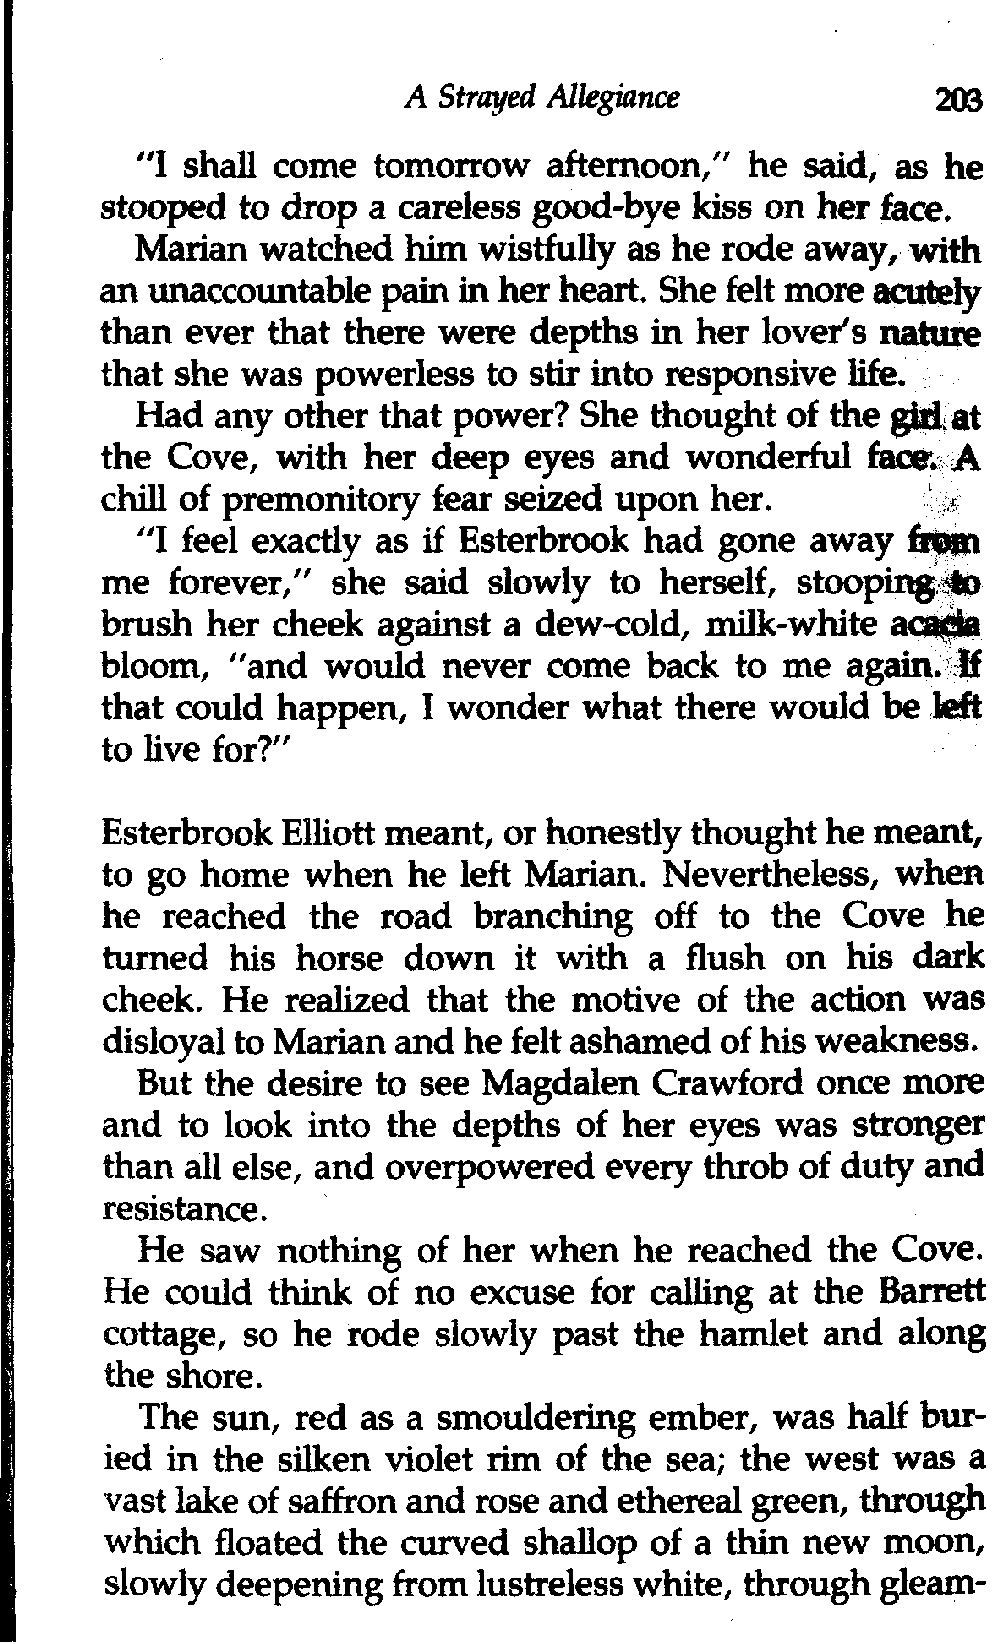 A Strayed Allegiance 203
"I shall come tomorrow afternoon," he said, as he
stooped to drop a careless good-bye kiss on her face.
Marian watched him wistfully as he rode away, with
an unaccountable pain in her heart. She felt more acutely
than ever that there were depths in her lover's nature
that she was powerless to stir into responsive life.
Had any other that power? She thought of the girl at
the Cove, with her deep eyes and wonderful face. A
chill of premonitory fear seized upon her.
"I feel exactly as if Esterbrook had gone away from
me forever," she said slowly to herself, stooping to
brush her cheek against a dew-cold, milk-white acacia
bloom, "and would never come back to me again. If
that could happen, I wonder what there would be left
to live for?"
Esterbrook Elliott meant, or honestly thought he meant,
to go home when he left Marian. Nevertheless, when
he reached the road branching off to the Cove he
turned his horse down it with a flush on his dark
cheek. He realized that the motive of the action was
disloyal to Marian and he felt ashamed of his weakness.
But the desire to see Magdalen Crawford once more
and to look into the depths of her eyes was stronger
than all else, and overpowered every throb of duty and
resistance.
He saw nothing of her when he reached the Cove.
He could think of no excuse for calling at the Barrett
cottage, so he rode slowly past the hamlet and along
the shore.
The sun, red as a smouldering ember, was half bur-
ied in the silken violet rim of the sea; the west was a
vast lake of saffron and rose and ethereal green, through
which floated the curved shallop of a thin new moon,
slowly deepening from lustreless white, through gleam-